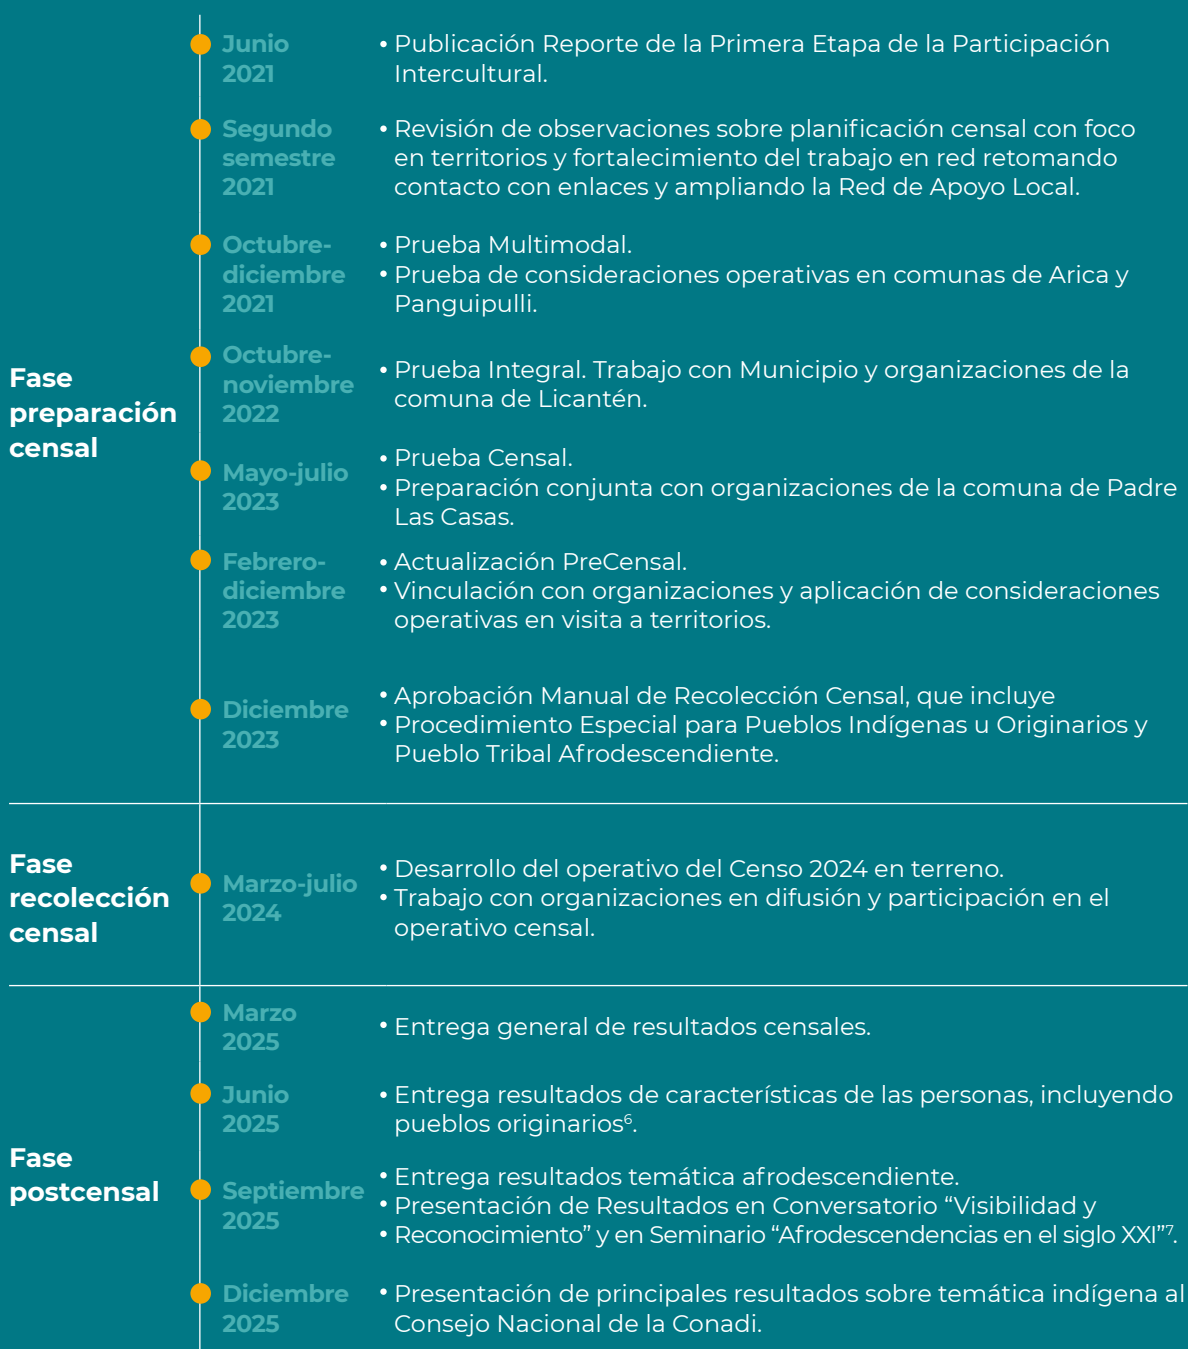 Fase
preparación
censal
Junio
2021
• Publicación Reporte de la Primera Etapa de la Participación
Intercultural.
Segundo
semestre
2021
• Revisión de observaciones sobre planificación censal con foco
en territorios y fortalecimiento del trabajo en red retomando
contacto con enlaces y ampliando la Red de Apoyo Local.
Octubre-
diciembre
2021
• Prueba Multimodal.
• Prueba de consideraciones operativas en comunas de Arica y
Panguipulli.
Octubre-
noviembre
2022
• Prueba Integral. Trabajo con Municipio y organizaciones de la
comuna de Licantén.
Mayo-julio
2023
• Prueba Censal.
• Preparación conjunta con organizaciones de la comuna de Padre
Las Casas.
Febrero-
diciembre
2023
• Actualización PreCensal.
• Vinculación con organizaciones y aplicación de consideraciones
operativas en visita a territorios.
Diciembre
2023
• Aprobación Manual de Recolección Censal, que incluye
• Procedimiento Especial para Pueblos Indígenas u Originarios y
Pueblo Tribal Afrodescendiente.
Fase
recolección
censal
Marzo-julio
2024
• Desarrollo del operativo del Censo 2024 en terreno.
• Trabajo con organizaciones en difusión y participación en el
operativo censal.
Fase
postcensal
Marzo
2025
• Entrega general de resultados censales.
Junio
2025
• Entrega resultados de características de las personas, incluyendo
pueblos originarios⁶.
Septiembre
2025
• Entrega resultados temática afrodescendiente.
• Presentación de Resultados en Conversatorio “Visibilidad y
• Reconocimiento” y en Seminario “Afrodescendencias en el siglo XXI”⁷.
Diciembre
2025
• Presentación de principales resultados sobre temática indígena al
Consejo Nacional de la Conadi.